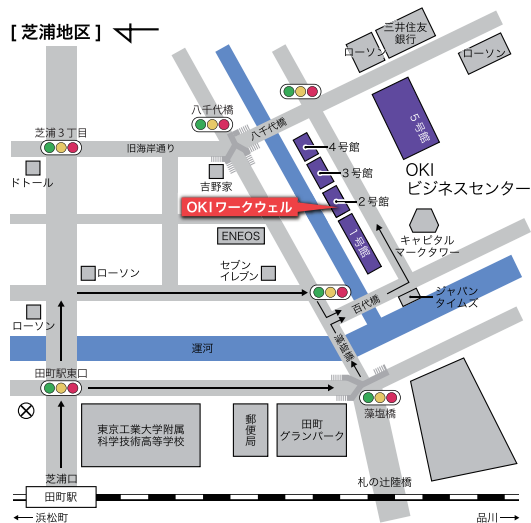 [ 芝浦地区 ]
三井住友
銀行
ローソン
ローソン
八千代橋
芝浦3丁目
八千代橋
5号館
旧海岸通り
4号館
OKI
ビジネスセンター
3号館
ドトール
吉野家
2号館
OKIワークウェル
1号館
ENEOS
キャピタル
マークタワー
ローソン
セブン
イレブン
ジャパン
タイムズ
百代橋
ローソン
藻塩橋
運河
田町駅東口
藻塩橋
東京工業大学附属
科学技術高等学校
郵便局
田町
グランパーク
芝浦口
札の辻陸橋
田町駅
浜松町
品川